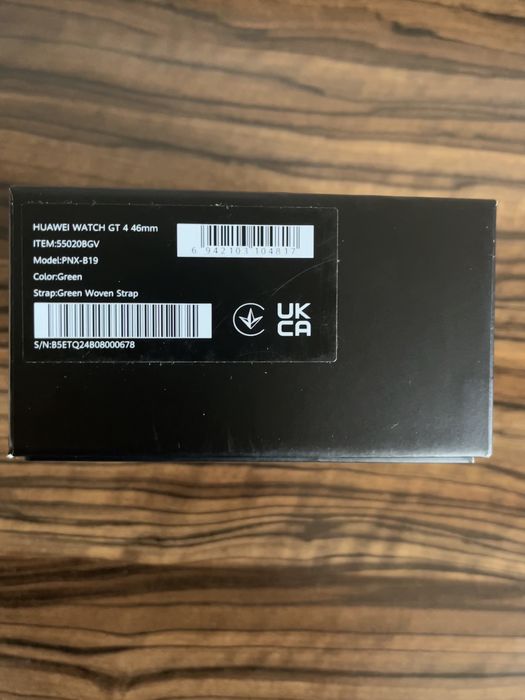 HUAWEI WATCH GT 4 46mm
ITEM:55020BGV
Model:PNX-B19
Color:Green
Strap:Green Woven Strap
6 942103 104817
S/N:B5ETQ24B08000678
UK
CA